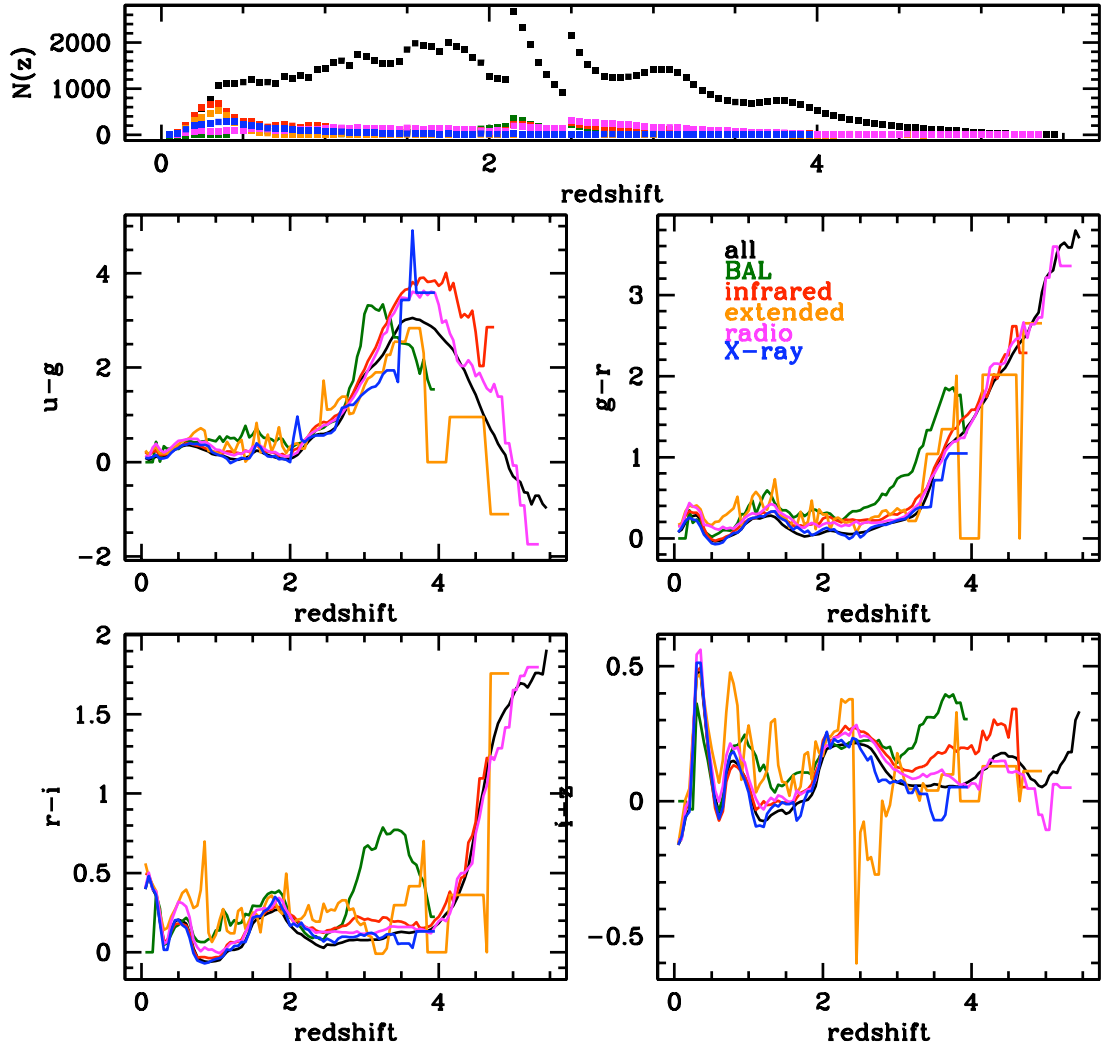 2000
1000
0
N(z)
0 2 4
redshift
4
2
0
−2
u−g
0 2 4
redshift
3
2
1
0
g−r
all
BAL
infrared
extended
radio
X−ray
0 2 4
redshift
2
1.5
1
0.5
0
r−i
0 2 4
redshift
0.5
0
−0.5
i−z
0 2 4
redshift